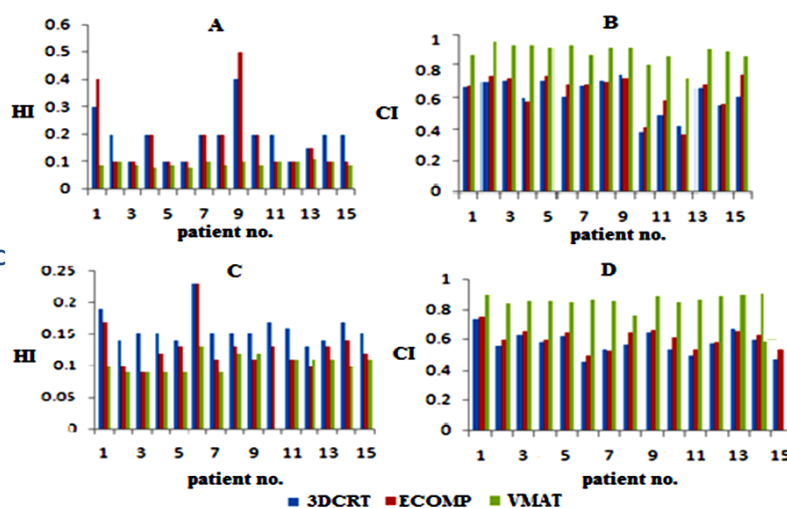 A
0.6
0.5
0.4
0.3
0.2
0.1
0
HI
1 3 5 7 9 11 13 15
patient no.
B
1
0.8
0.6
0.4
0.2
0
CI
1 3 5 7 9 11 13 15
patient no.
C
C
0.25
0.2
0.15
0.1
0.05
0
HI
1 3 5 7 9 11 13 15
patient no.
D
1
0.8
0.6
0.4
0.2
0
CI
1 3 5 7 9 11 13 15
patient no.
3DCRT ECOMP VMAT